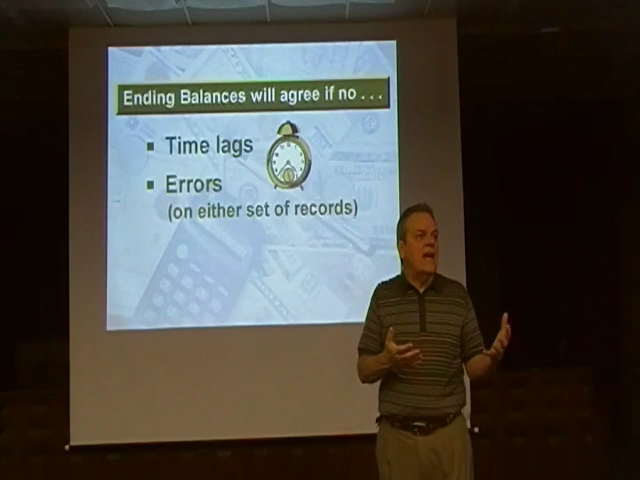 Ending Balances will agree if no . . .
Time lags
Errors
(on either set of records)